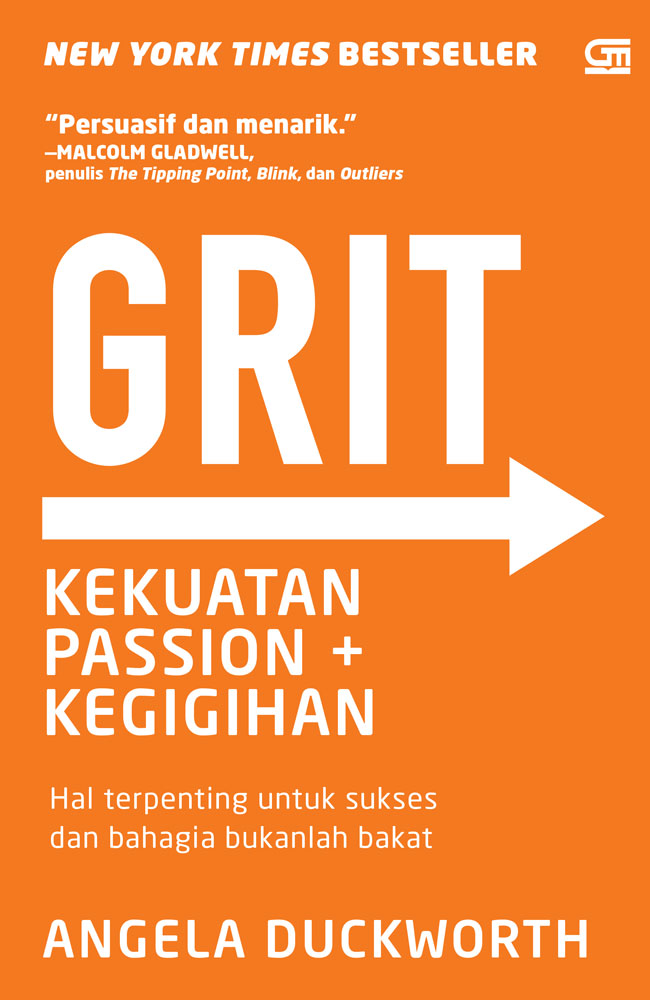 NEW YORK TIMES BESTSELLER
GM
“Persuasif dan menarik.”
—MALCOLM GLADWELL,
penulis The Tipping Point, Blink, dan Outliers
GRIT
KEKUATAN
PASSION +
KEGIGIHAN
Hal terpenting untuk sukses
dan bahagia bukanlah bakat
ANGELA DUCKWORTH